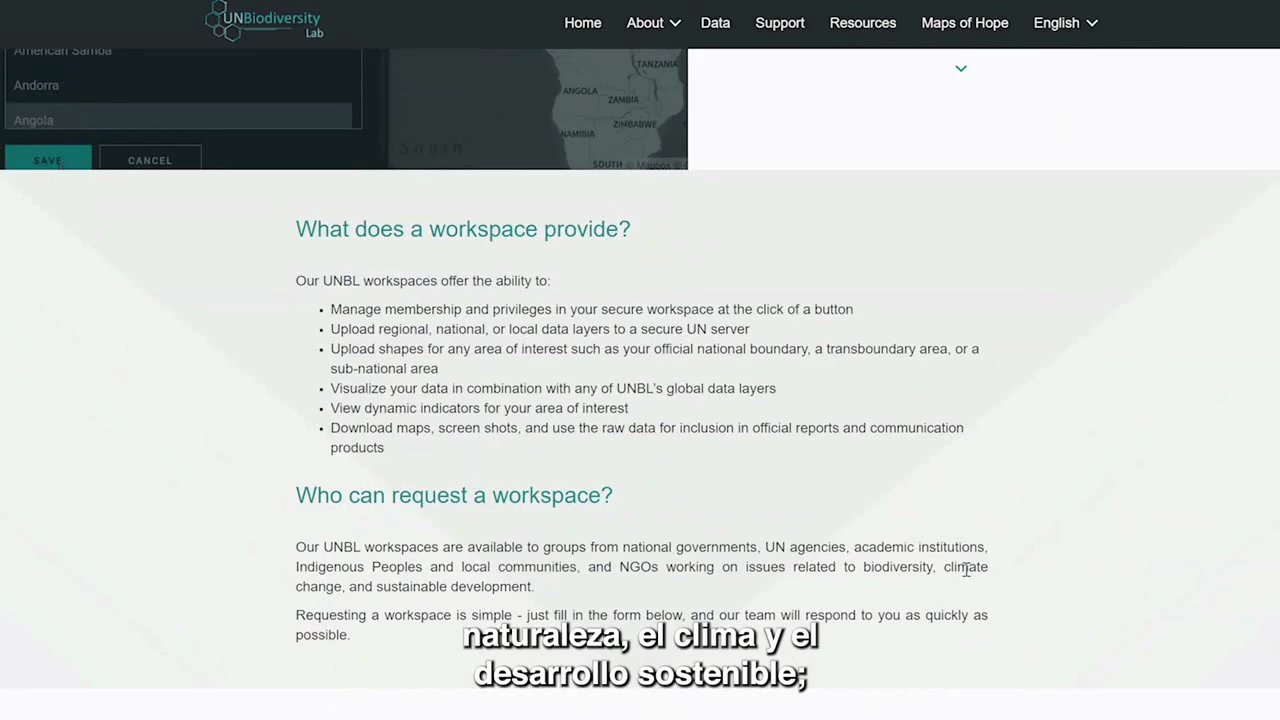 UNBiodiversity
Lab
Home About Data Support Resources Maps of Hope English
American Samoa
Andorra
Angola
SAVE CANCEL
TANZANIA
ANGOLA
ZAMBIA
ZIMBABWE
NAMIBIA
SOUTH © Mapbox ©
What does a workspace provide?
Our UNBL workspaces offer the ability to:
• Manage membership and privileges in your secure workspace at the click of a button
• Upload regional, national, or local data layers to a secure UN server
• Upload shapes for any area of interest such as your official national boundary, a transboundary area, or a
sub-national area
• Visualize your data in combination with any of UNBL's global data layers
• View dynamic indicators for your area of interest
• Download maps, screen shots, and use the raw data for inclusion in official reports and communication
products
Who can request a workspace?
Our UNBL workspaces are available to groups from national governments, UN agencies, academic institutions,
Indigenous Peoples and local communities, and NGOs working on issues related to biodiversity, climate
change, and sustainable development.
Requesting a workspace is simple - just fill in the form below, and our team will respond to you as quickly as
possible.
naturaleza, el clima y el
desarrollo sostenible;